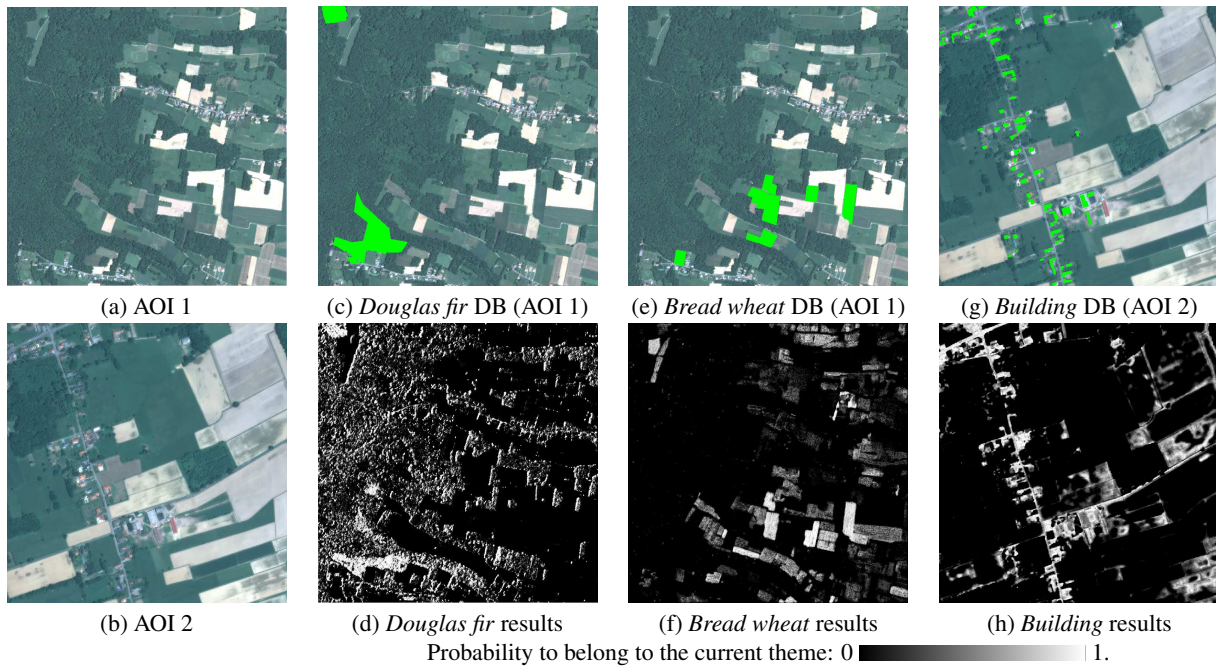 (a) AOI 1
(c) Douglas fir DB (AOI 1)
(e) Bread wheat DB (AOI 1)
(g) Building DB (AOI 2)
(b) AOI 2
(d) Douglas fir results
(f) Bread wheat results
(h) Building results
Probability to belong to the current theme: 0 1.